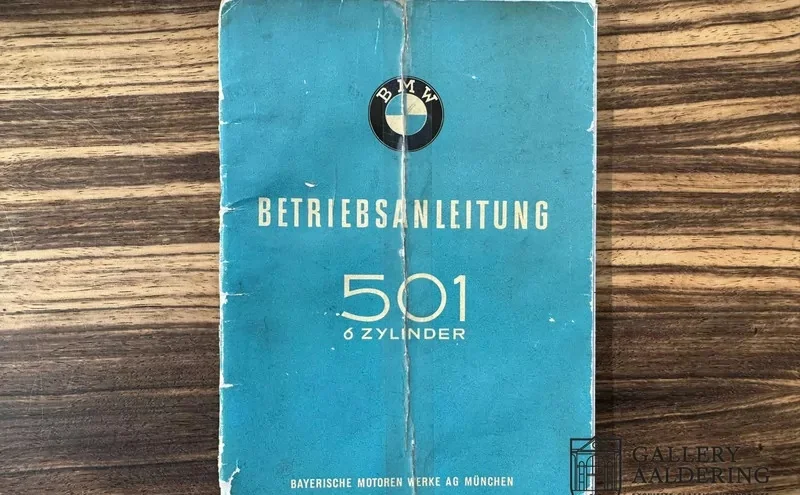 BMW
BETRIEBSANLEITUNG
501
6 ZYLINDER
BAYERISCHE MOTOREN WERKE AG MÜNCHEN
GALLERY
AALDERING